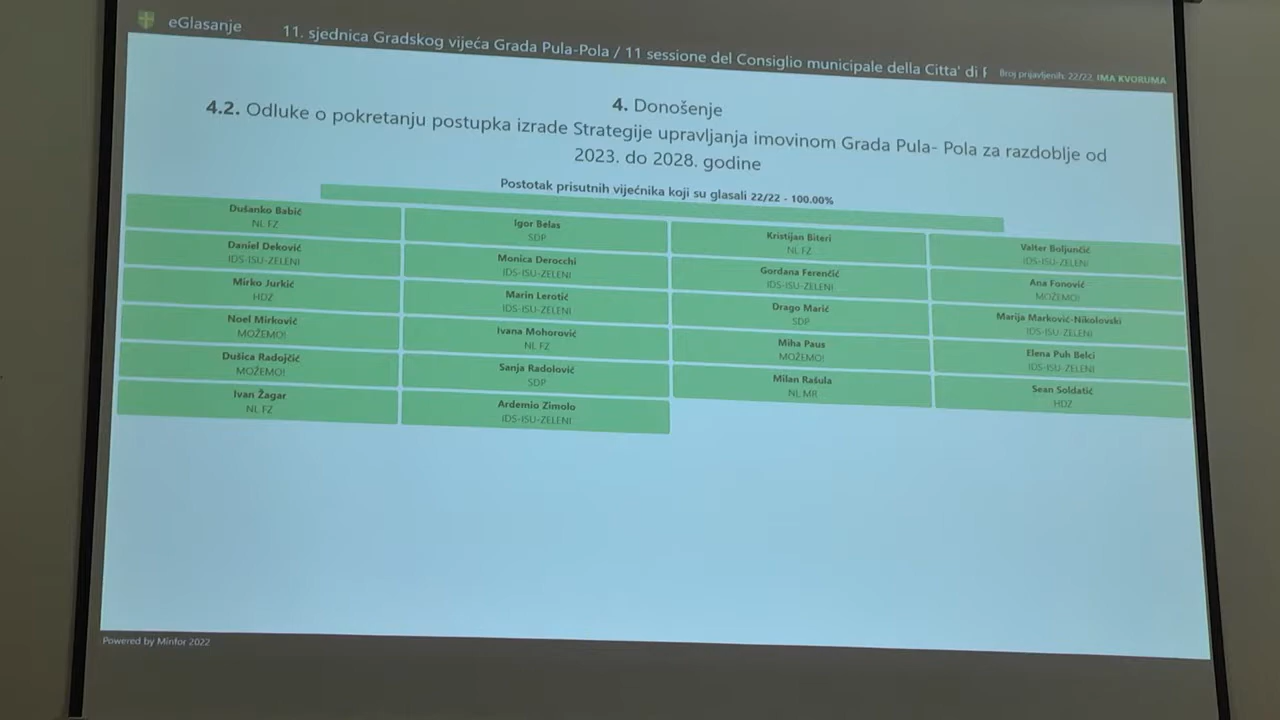 eGlasanje
11. sjednica Gradskog vijeća Grada Pula-Pola / 11 sessione del Consiglio municipale della Citta' di
Broj prijavljenih: 22/22, IMA KVORUMA
4. Donošenje
4.2. Odluke o pokretanju postupka izrade Strategije upravljanja imovinom Grada Pula- Pola za razdoblje od
2023. do 2028. godine
Postotak prisutnih vijećnika koji su glasali 22/22 - 100.00%
Dušanko Babić
NL FZ
Igor Belas
SDP
Kristijan Biteri
NL FZ
Valter Boljunčić
IDS-ISU-ZELENI
Daniel Deković
IDS-ISU-ZELENI
Monica Derocchi
IDS-ISU-ZELENI
Gordana Ferenčić
IDS-ISU-ZELENI
Ana Fonović
MOŽEMO!
Mirko Jurkić
HDZ
Marin Lerotić
IDS-ISU-ZELENI
Drago Marić
SDP
Marija Marković-Nikolovski
IDS-ISU-ZELENI
Noel Mirković
MOŽEMO!
Ivana Mohorović
NL FZ
Miha Paus
MOŽEMO!
Elena Puh Belci
IDS-ISU-ZELENI
Dušica Radojčić
MOŽEMO!
Sanja Radolović
SDP
Milan Rašula
NL MR
Sean Soldatić
HDZ
Ivan Žagar
NL FZ
Ardemio Zimolo
IDS-ISU-ZELENI
Powered by Minfor 2022